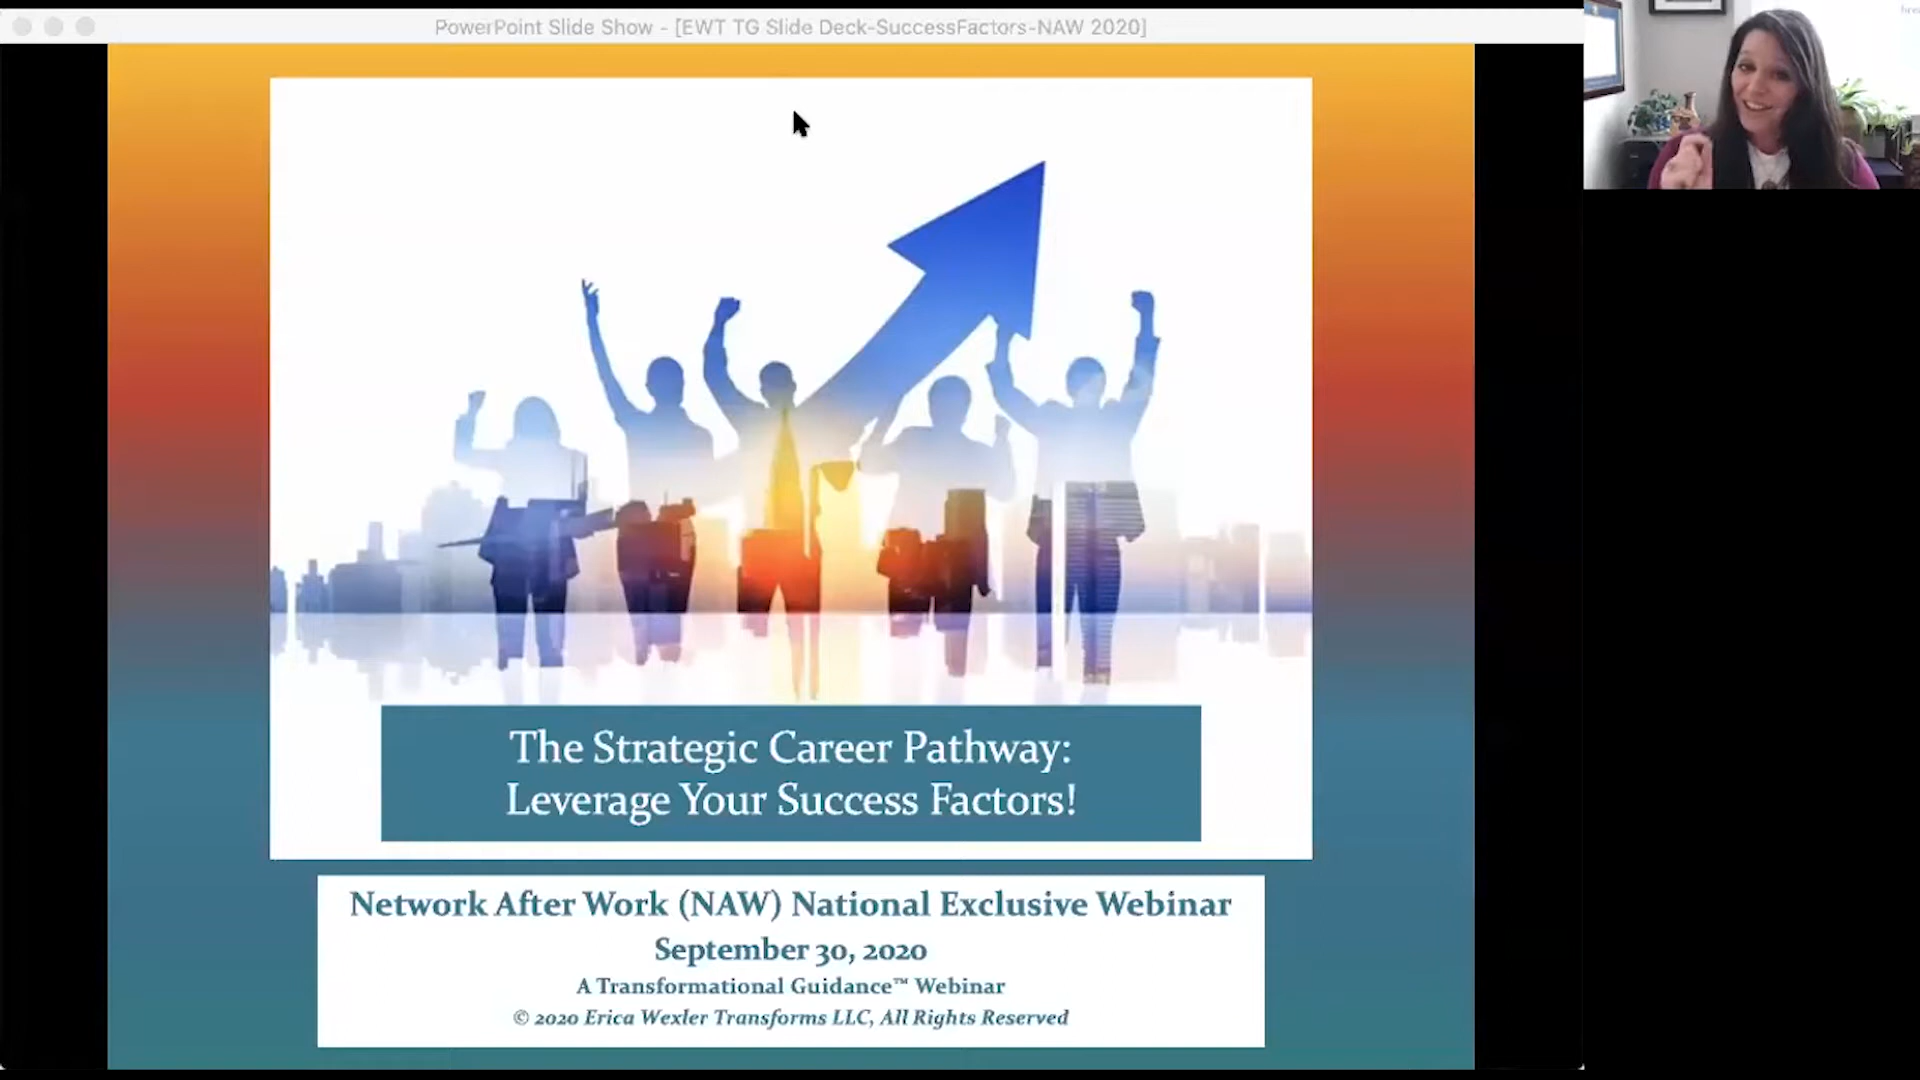 PowerPoint Slide Show - [EWT TG Slide Deck-SuccessFactors-NAW 2020]
The Strategic Career Pathway:
Leverage Your Success Factors!
Network After Work (NAW) National Exclusive Webinar
September 30, 2020
A Transformational Guidance™ Webinar
© 2020 Erica Wexler Transforms LLC, All Rights Reserved